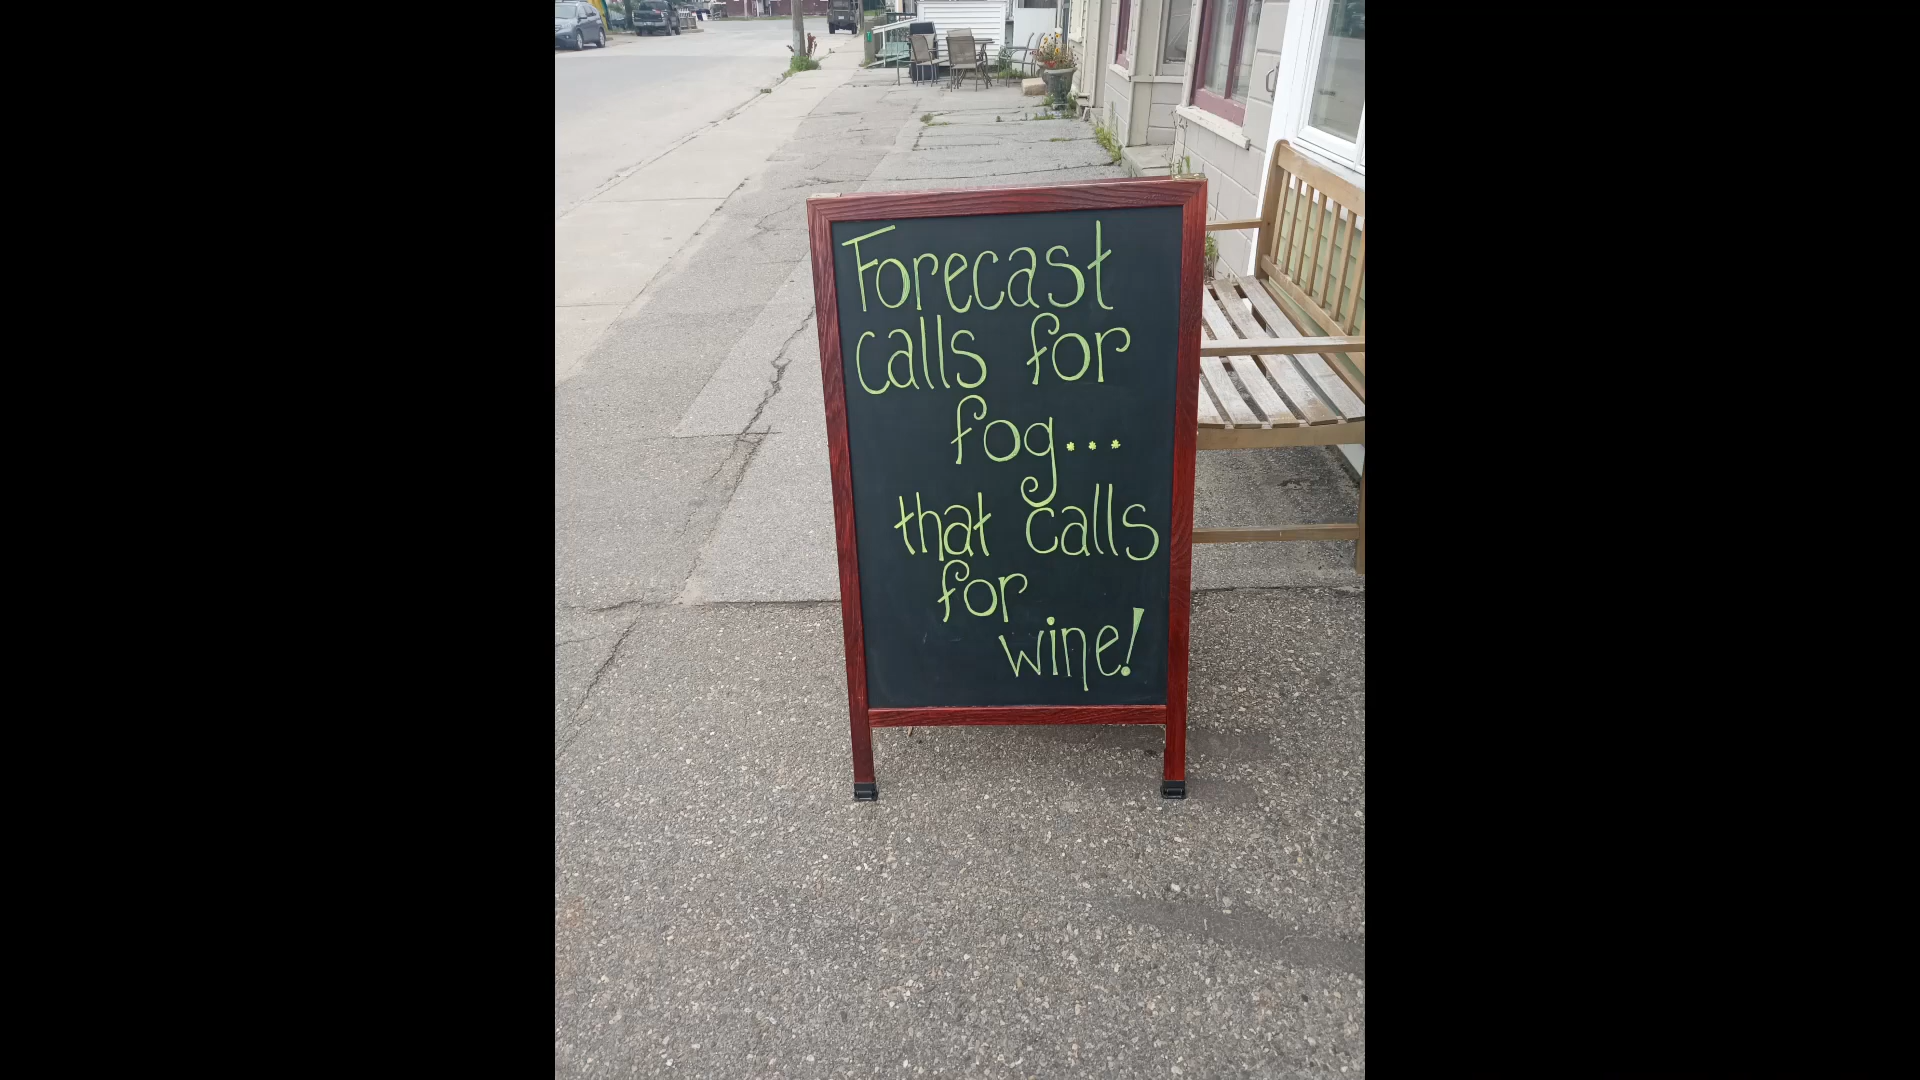 Forecast
calls for
fog...
that calls
for
wine!